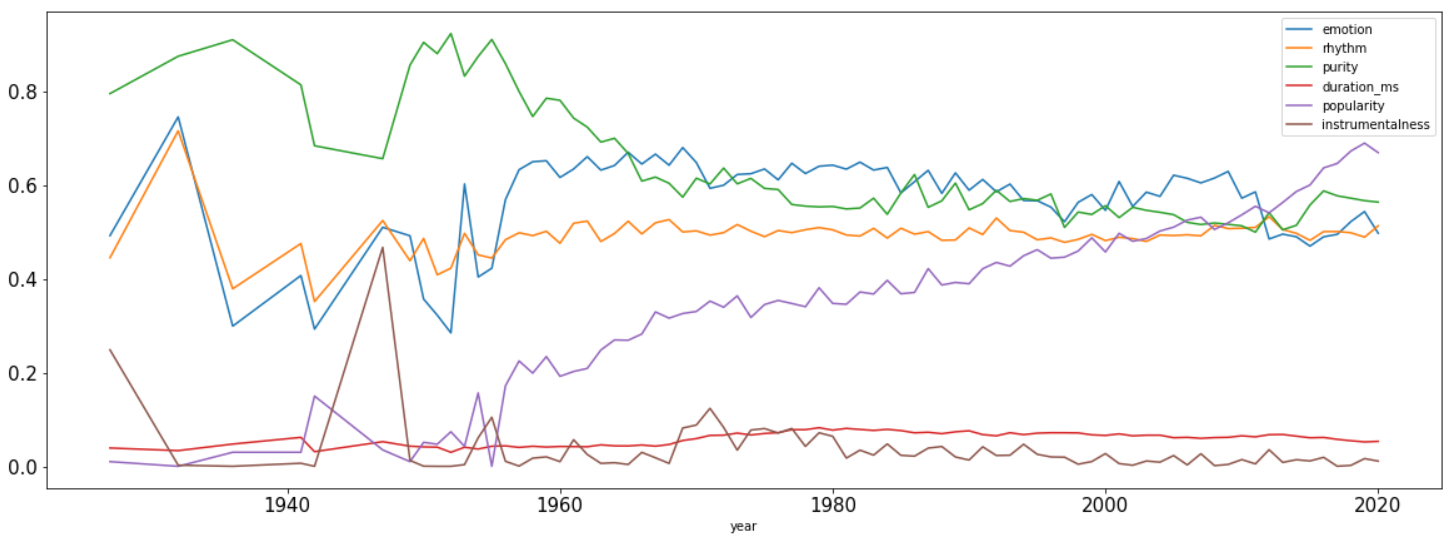 emotion
rhythm
purity
duration_ms
popularity
instrumentalness
0.8
0.6
0.4
0.2
0.0
1940 1960 1980 2000 2020
year